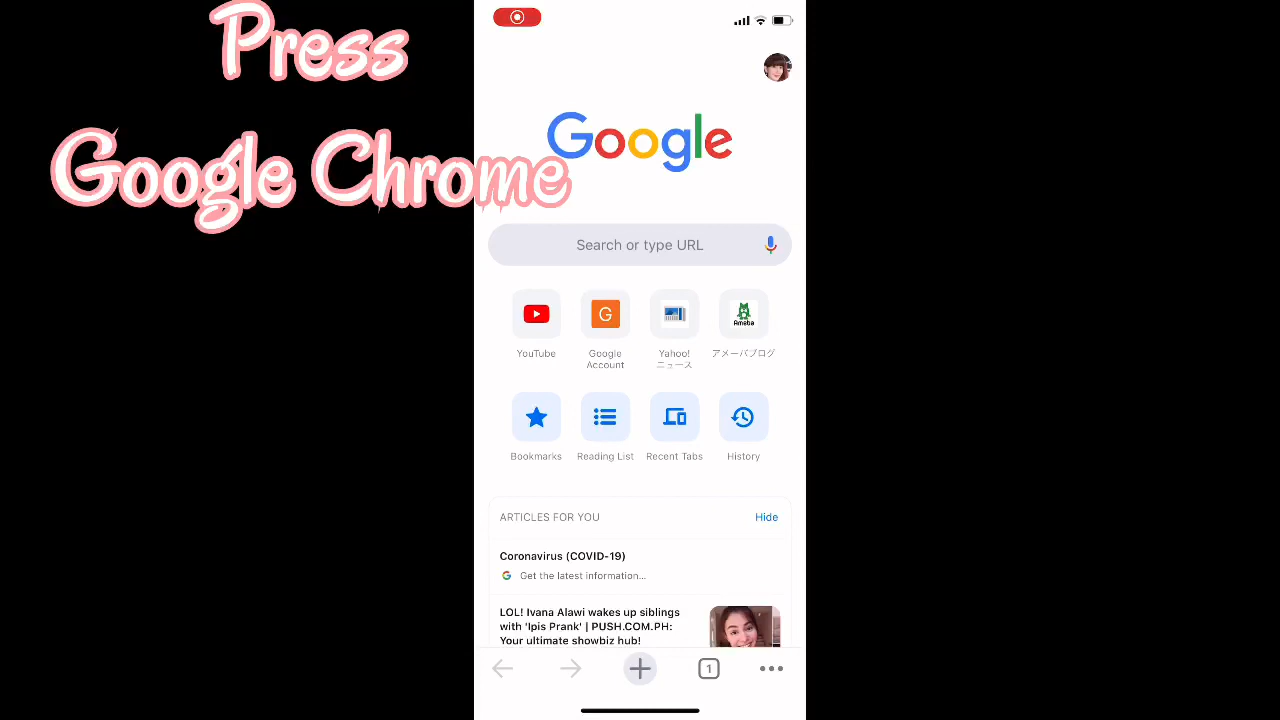 Press
Google Chrome
Google
Search or type URL
G
Ameba
YouTube
Google
Account
Yahoo!
ニュース
アメーバブログ
Bookmarks
Reading List
Recent Tabs
History
ARTICLES FOR YOU
Hide
Coronavirus (COVID-19)
G
Get the latest information...
LOL! Ivana Alawi wakes up siblings
with 'Ipis Prank' | PUSH.COM.PH:
Your ultimate showbiz hub!
1